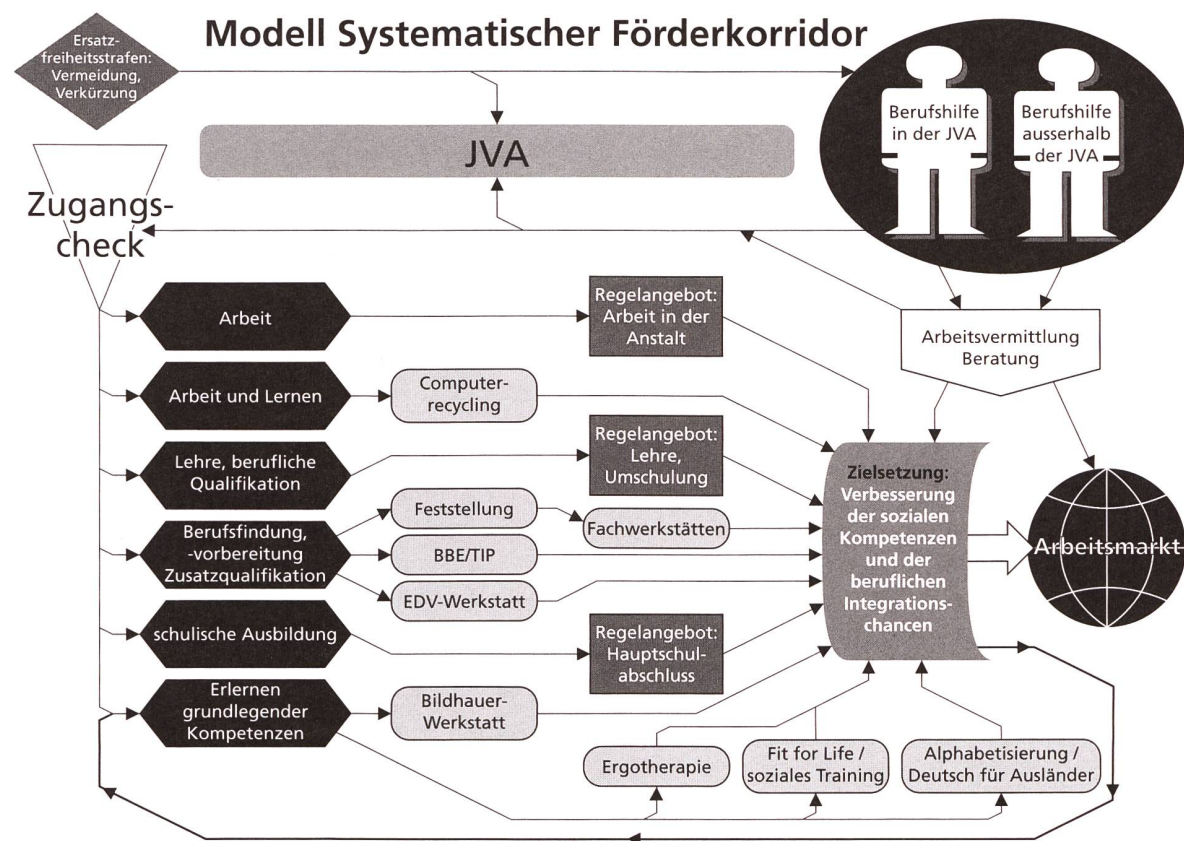 Modell Systematischer Förderkorridor
Ersatz-
freiheitsstrafen:
Vermeidung,
Verkürzung
JVA
Berufshilfe
in der JVA
Berufshilfe
ausserhalb
der JVA
Zugangs-
check
Arbeit
Regelangebot:
Arbeit in der
Anstalt
Arbeitsvermittlung
Beratung
Arbeit und Lernen
Computer-
recycling
Lehre, berufliche
Qualifikation
Regelangebot:
Lehre,
Umschulung
Berufsfindung,
-vorbereitung
Zusatzqualifikation
Feststellung
Fachwerkstätten
BBE/TIP
EDV-Werkstatt
Zielsetzung:
Verbesserung
der sozialen
Kompetenzen
und der
beruflichen
Integrations-
chancen
Arbeitsmarkt
schulische Ausbildung
Regelangebot:
Hauptschul-
abschluss
Erlernen
grundlegender
Kompetenzen
Bildhauer-
Werkstatt
Ergotherapie
Fit for Life /
soziales Training
Alphabetisierung /
Deutsch für Ausländer